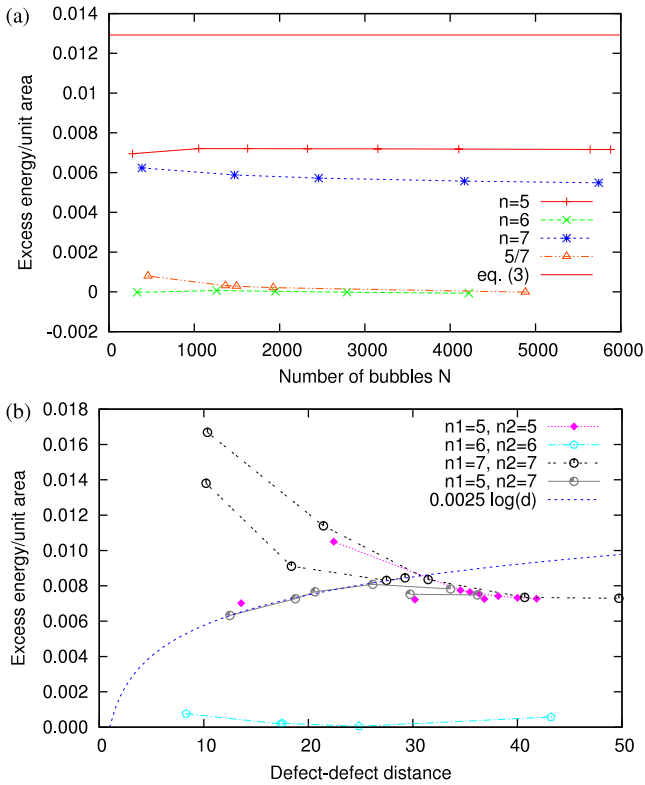 (a)
Excess energy/unit area
0.014
0.012
0.01
0.008
0.006
0.004
0.002
0
-0.002
n=5
n=6
n=7
5/7
eq. (3)
0 1000 2000 3000 4000 5000 6000
Number of bubbles N
(b)
Excess energy/unit area
0.018
0.016
0.014
0.012
0.010
0.008
0.006
0.004
0.002
0.000
n1=5, n2=5
n1=6, n2=6
n1=7, n2=7
n1=5, n2=7
0.0025 log(d)
0 10 20 30 40 50
Defect-defect distance